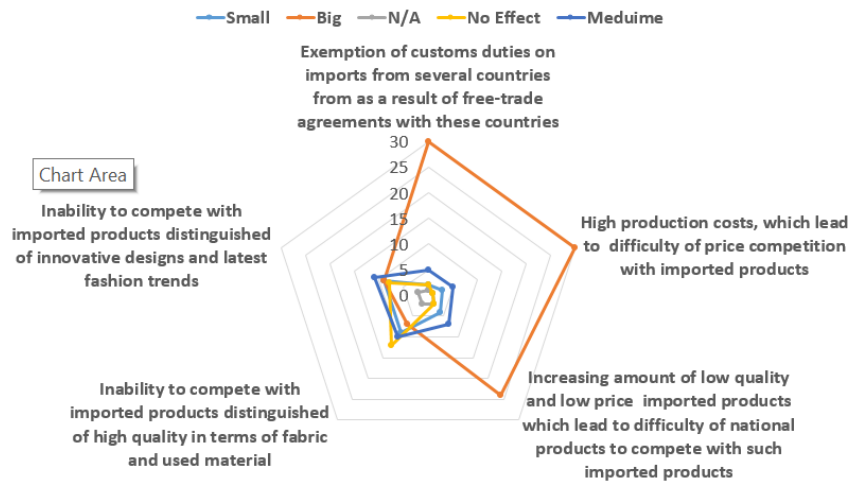 Small Big N/A No Effect Meduime
Exemption of customs duties on
imports from several countries
from as a result of free-trade
agreements with these countries
30
25
20
15
10
5
0
Chart Area
Inability to compete with
imported products distinguished
of innovative designs and latest
fashion trends
High production costs, which lead
to difficulty of price competition
with imported products
Inability to compete with
imported products distinguished
of high quality in terms of fabric
and used material
Increasing amount of low quality
and low price imported products
which lead to difficulty of national
products to compete with such
imported products